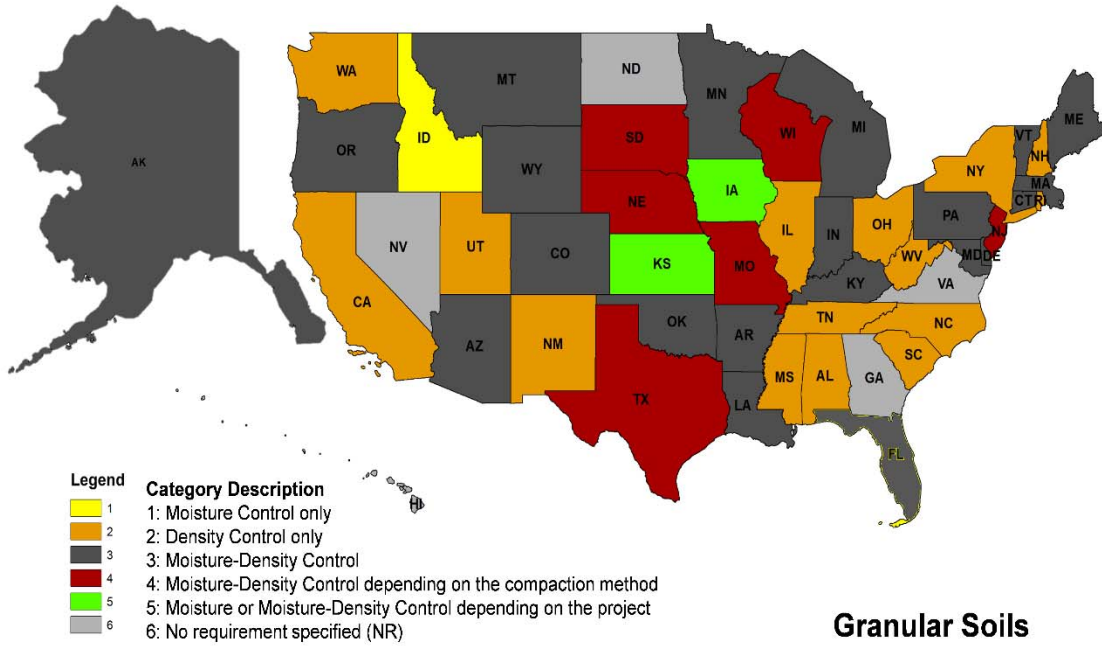 WA
MT
ND
MN
MI
ME
VT
NH
OR
ID
SD
WI
NY
MA
AK
WY
IA
CT
RI
NE
PA
NJ
NV
UT
IL
IN
OH
MD
DE
CO
KS
MO
WV
KY
VA
CA
TN
NC
AZ
NM
OK
AR
SC
MS
AL
GA
TX
LA
FL
HI
Legend
1
2
3
4
5
6
Category Description
1: Moisture Control only
2: Density Control only
3: Moisture-Density Control
4: Moisture-Density Control depending on the compaction method
5: Moisture or Moisture-Density Control depending on the project
6: No requirement specified (NR)
Granular Soils